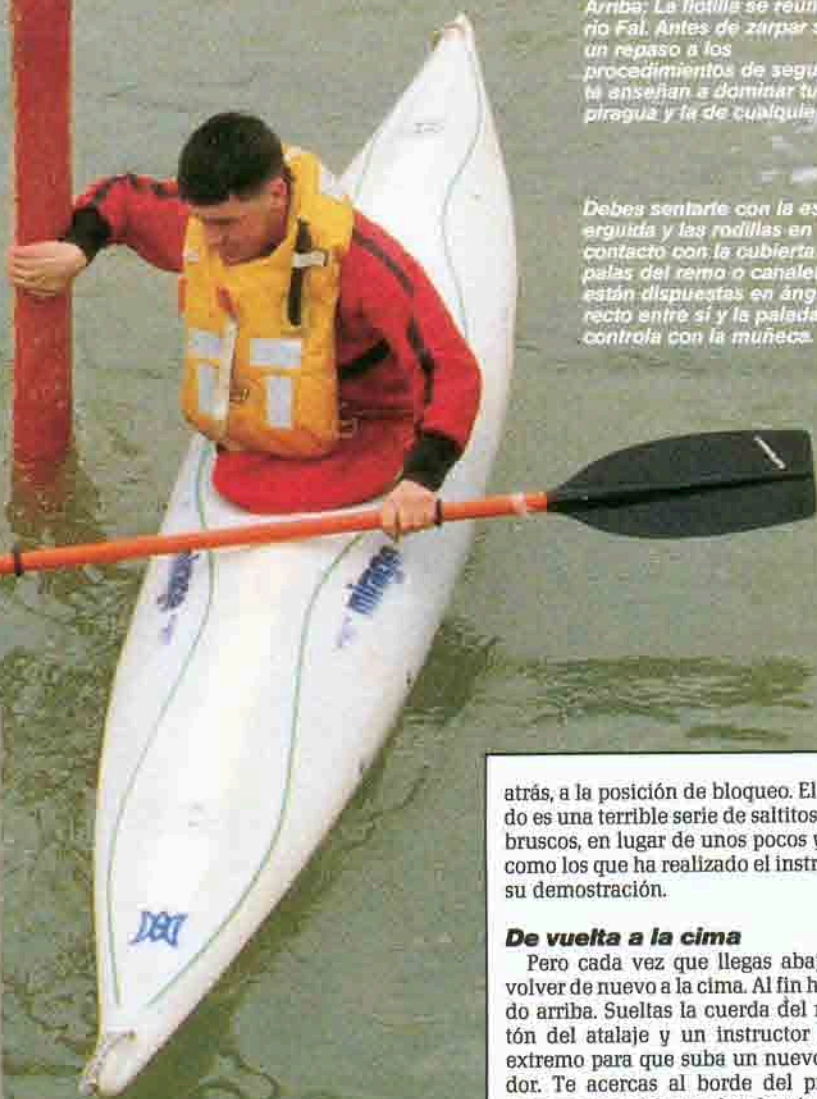 Arriba: La flotilla se reún
río Fal. Antes de zarpar s
un repaso a los
procedimientos de segu
te enseñan a dominar tu
piragua y la de cualquie
Debes sentarte con la es
erguida y las rodillas en
contacto con la cubierta
palas del remo o canale
están dispuestas en áng
recto entre sí y la palada
controla con la muñeca.
mirage
mirage
atrás, a la posición de bloqueo. El
do es una terrible serie de saltitos
bruscos, en lugar de unos pocos y
como los que ha realizado el instr
su demostración.
De vuelta a la cima
Pero cada vez que llegas aba
volver de nuevo a la cima. Al fin h
do arriba. Sueltas la cuerda del
tón del atalaje y un instructor
extremo para que suba un nuevo
dor. Te acercas al borde del p